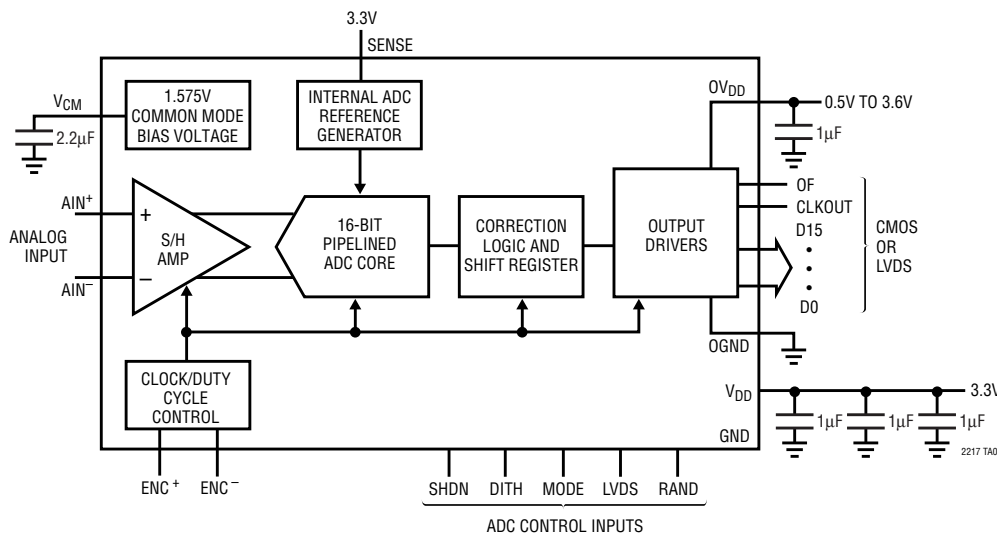 3.3V
SENSE
OVDD
0.5V TO 3.6V
1µF
VCM
2.2µF
1.575V
COMMON MODE
BIAS VOLTAGE
INTERNAL ADC
REFERENCE
GENERATOR
AIN+
ANALOG
INPUT
AIN−
+
S/H
AMP
−
16-BIT
PIPELINED
ADC CORE
CORRECTION
LOGIC AND
SHIFT REGISTER
OUTPUT
DRIVERS
OF
CLKOUT
D15
•
•
•
D0
CMOS
OR
LVDS
OGND
CLOCK/DUTY
CYCLE
CONTROL
VDD
3.3V
1µF
1µF
1µF
GND
2217 TA0
ENC+
ENC−
SHDN
DITH
MODE
LVDS
RAND
ADC CONTROL INPUTS